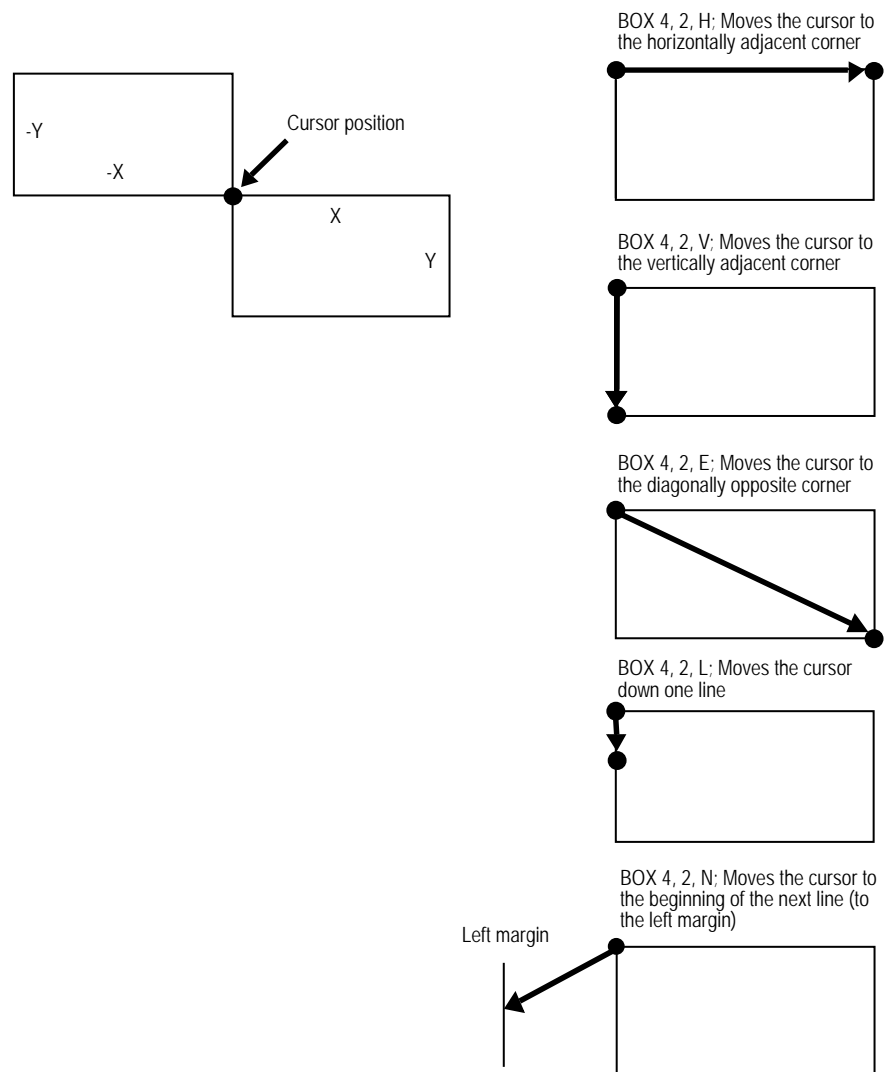 -Y
-X
Cursor position
X
Y
BOX 4, 2, H; Moves the cursor to
the horizontally adjacent corner
BOX 4, 2, V; Moves the cursor to
the vertically adjacent corner
BOX 4, 2, E; Moves the cursor to
the diagonally opposite corner
BOX 4, 2, L; Moves the cursor
down one line
BOX 4, 2, N; Moves the cursor to
the beginning of the next line (to
the left margin)
Left margin